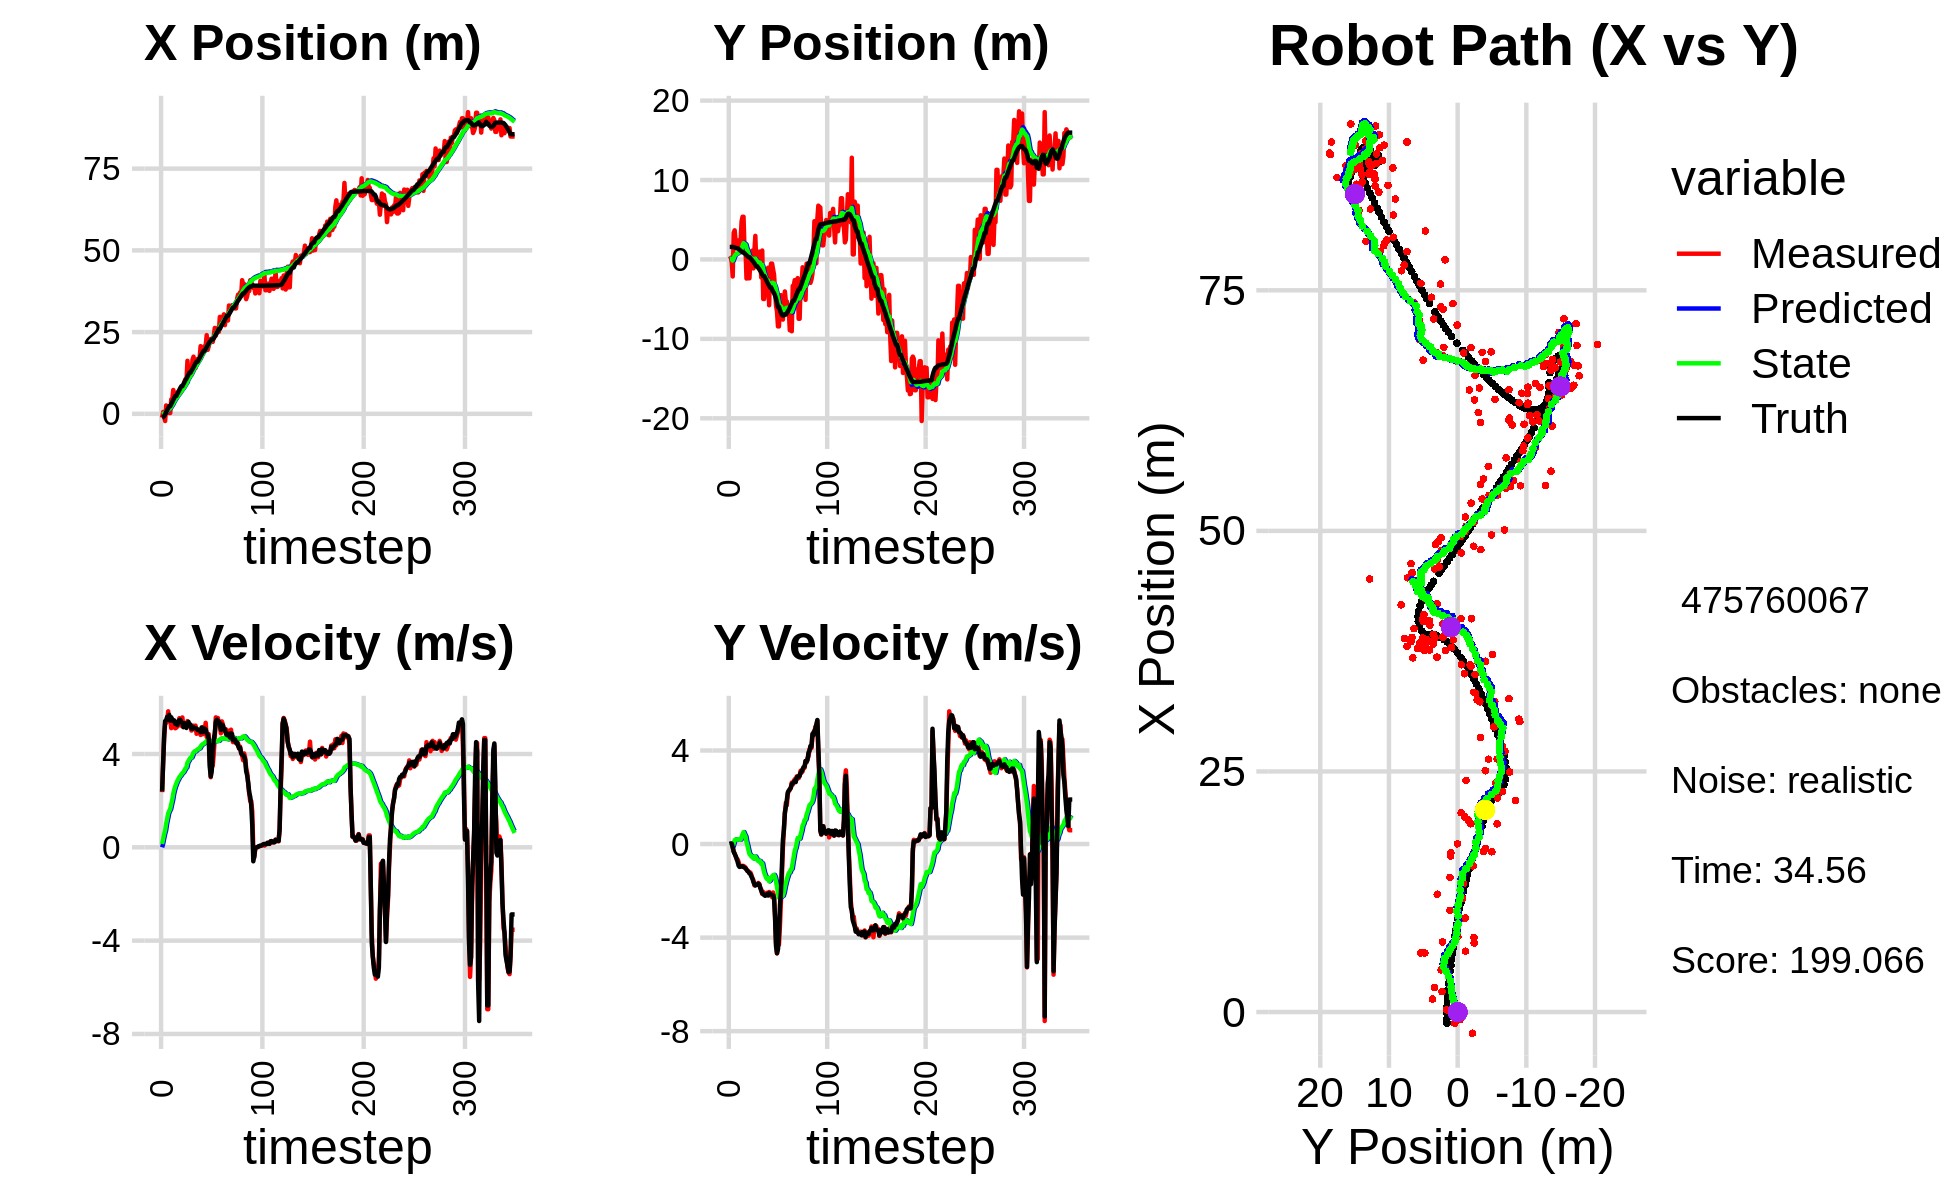 X Position (m)
75
50
25
0
0 100 200 300
timestep
Y Position (m)
20
10
0
-10
-20
0 100 200 300
timestep
X Velocity (m/s)
4
0
-4
-8
0 100 200 300
timestep
Y Velocity (m/s)
4
0
-4
-8
0 100 200 300
timestep
Robot Path (X vs Y)
X Position (m)
75
50
25
0
20 10 0 -10 -20
Y Position (m)
variable
Measured
Predicted
State
Truth
475760067
Obstacles: none
Noise: realistic
Time: 34.56
Score: 199.066